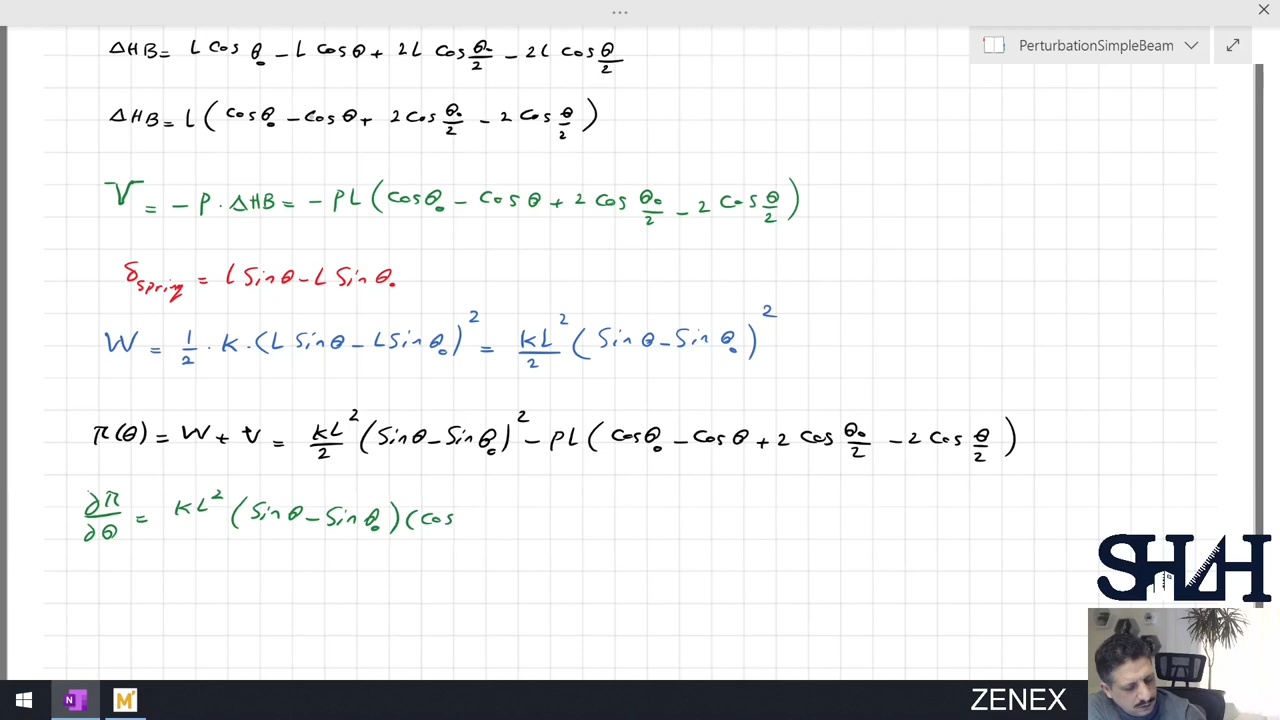 ...
PerturbationSimpleBeam
ΔHB = L cos θ₀ - L cos θ + 2L cos θ₀/2 - 2L cos θ/2
ΔHB = L ( cos θ₀ - cos θ + 2 cos θ₀/2 - 2 cos θ/2 )
V = - P · ΔHB = - PL ( cos θ₀ - cos θ + 2 cos θ₀/2 - 2 cos θ/2 )
δ spring = L Sin θ - L Sin θ₀
W = 1/2 · K · (L Sin θ - L Sin θ₀)² = KL²/2 ( Sin θ - Sin θ₀ )²
π(θ) = W + V = KL²/2 (Sin θ - Sin θ₀)² - PL ( cos θ₀ - cos θ + 2 cos θ₀/2 - 2 cos θ/2 )
∂π/∂θ = KL² ( Sin θ - Sin θ₀ ) ( cos
SHAH
N
M
ZENEX